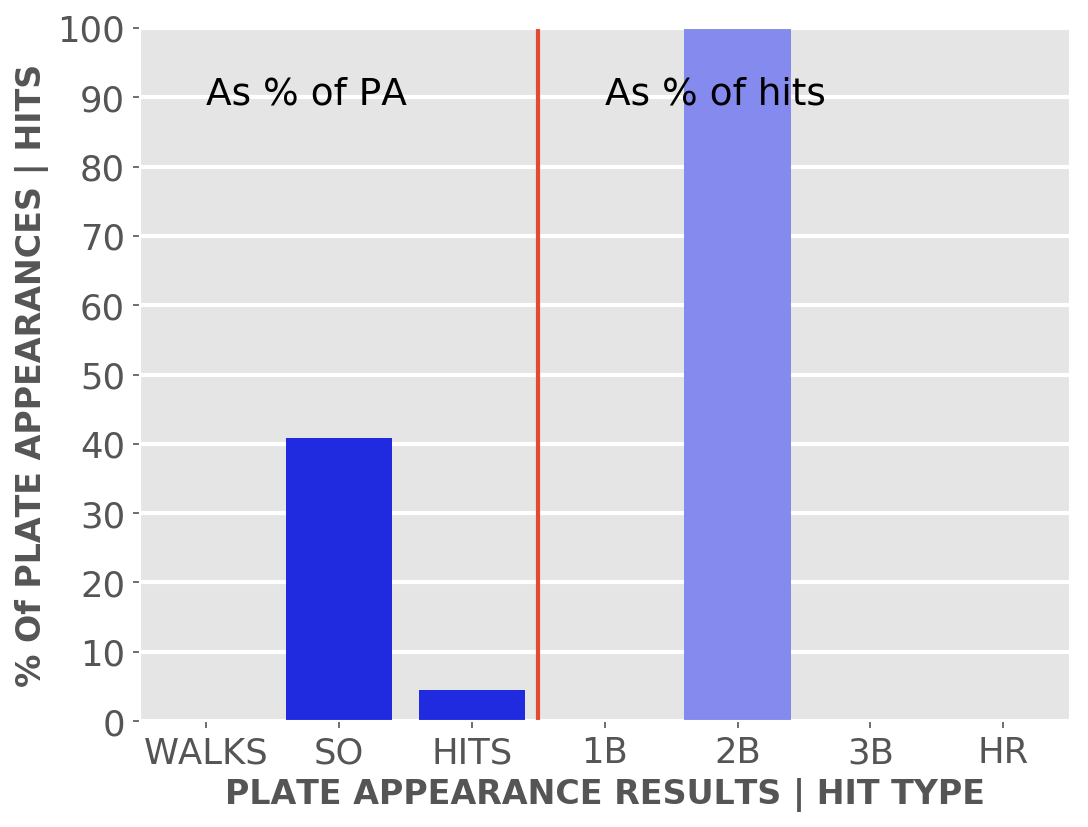 % Of PLATE APPEARANCES | HITS
100
90
80
70
60
50
40
30
20
10
0
As % of PA
As % of hits
WALKS SO HITS 1B 2B 3B HR
PLATE APPEARANCE RESULTS | HIT TYPE